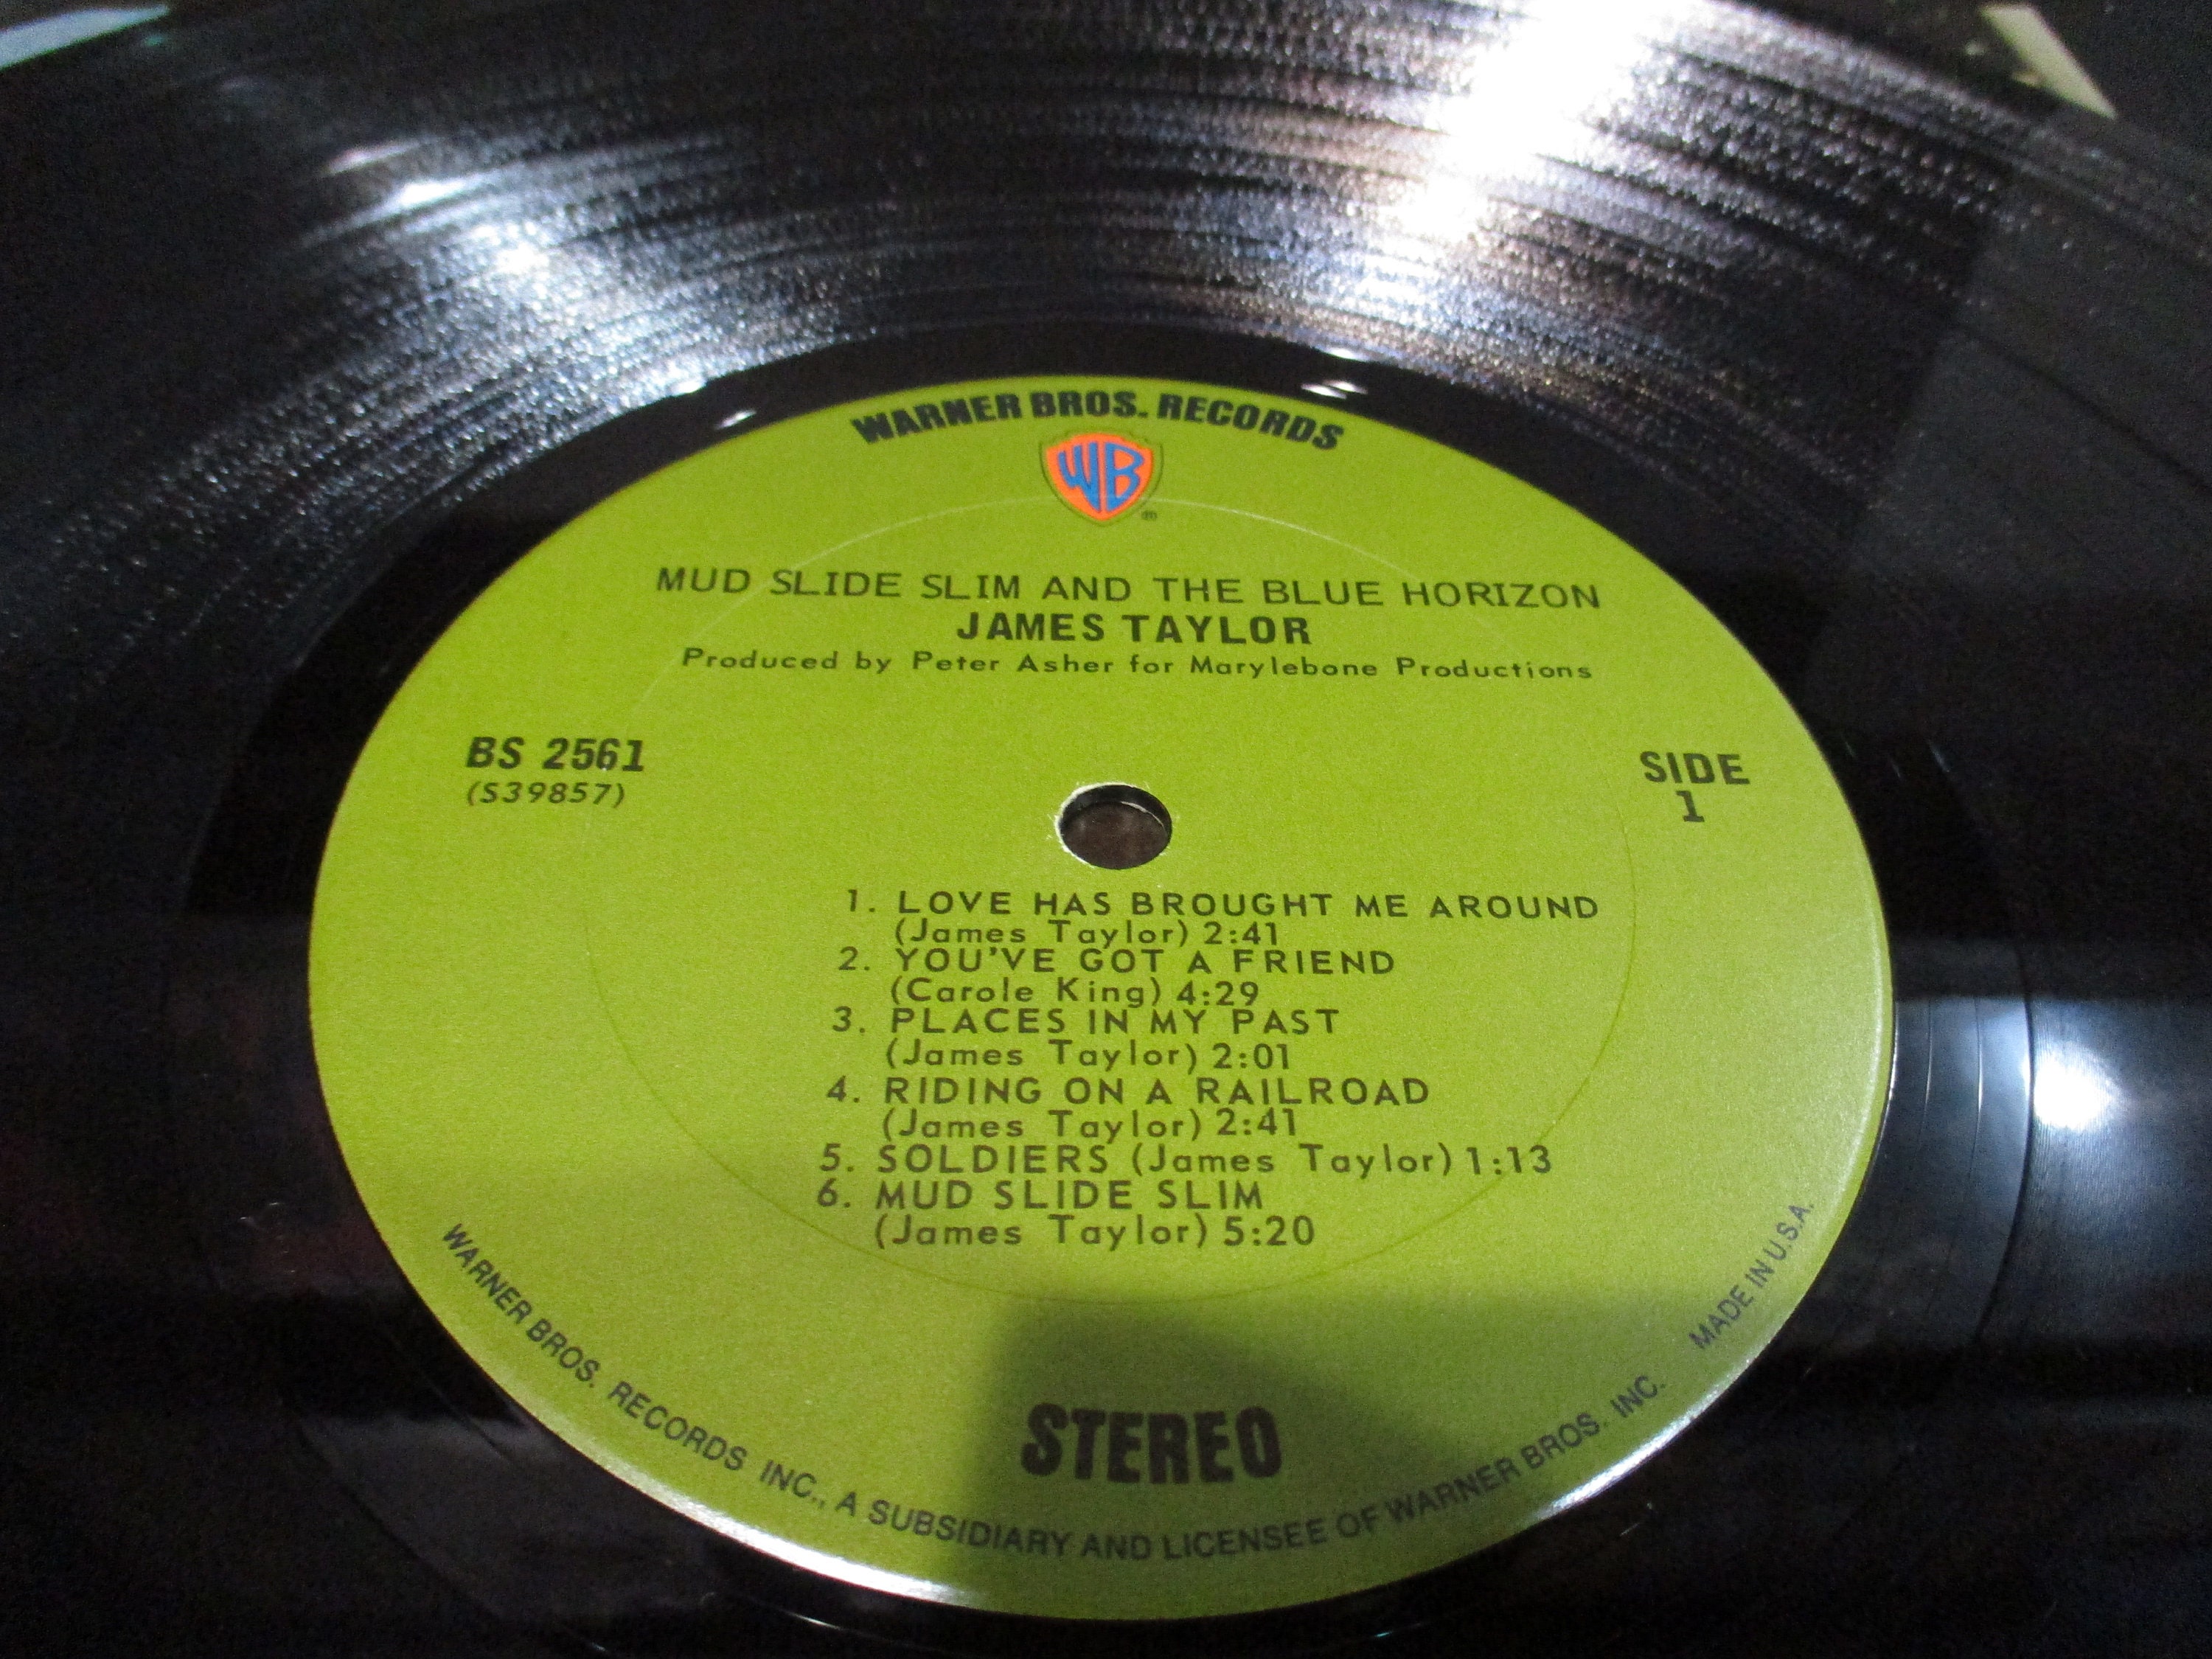 WARNER BROS. RECORDS
WB
®
MUD SLIDE SLIM AND THE BLUE HORIZON
JAMES TAYLOR
Produced by Peter Asher for Marylebone Productions
BS 2561
(S39857)
SIDE
1
1. LOVE HAS BROUGHT ME AROUND
(James Taylor) 2:41
2. YOU'VE GOT A FRIEND
(Carole King) 4:29
3. PLACES IN MY PAST
(James Taylor) 2:01
4. RIDING ON A RAILROAD
(James Taylor) 2:41
5. SOLDIERS (James Taylor) 1:13
6. MUD SLIDE SLIM
(James Taylor) 5:20
STEREO
WARNER BROS. RECORDS INC., A SUBSIDIARY AND LICENSEE OF WARNER BROS. INC. MADE IN U.S.A.